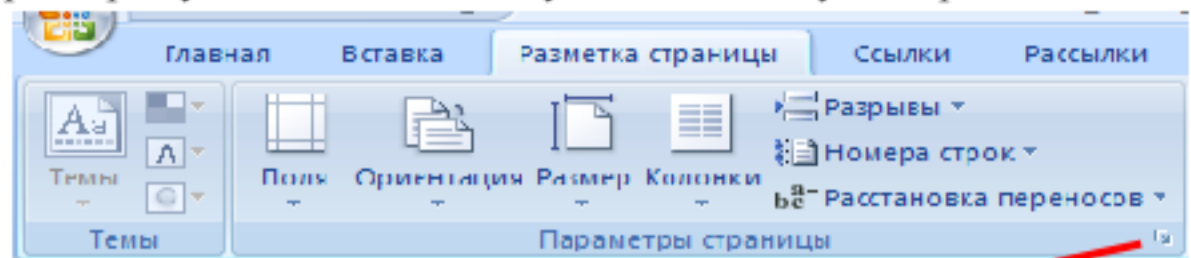 Главная Вставка Разметка страницы Ссылки Рассылки
Разрывы
Номера строк
Темы Поля Ориентация Размер Колонки
Расстановка переносов
Темы Параметры страницы